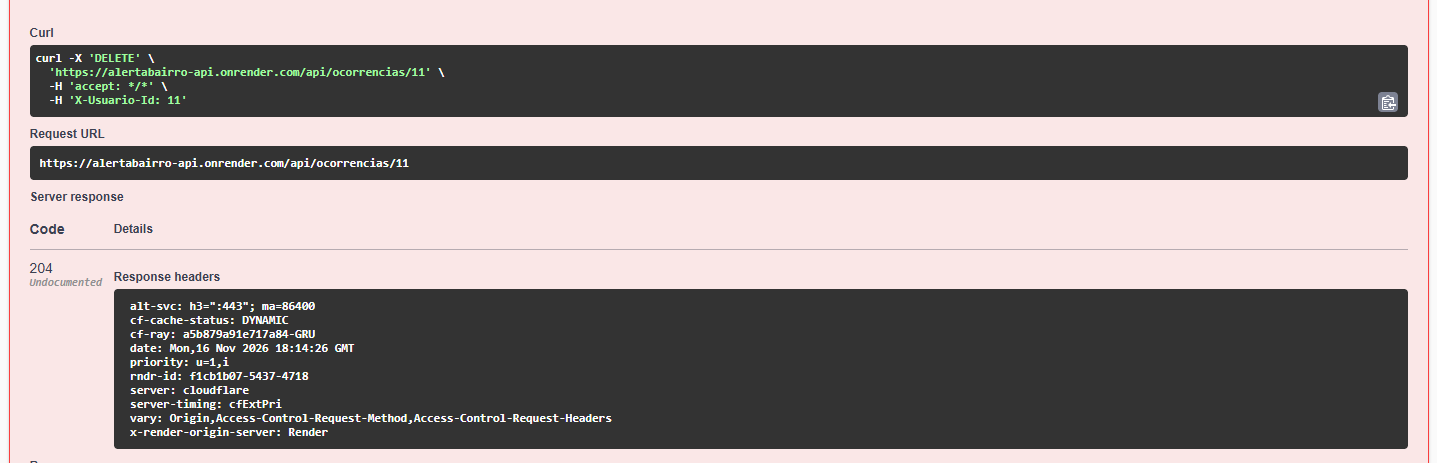 Curl
curl -X 'DELETE' \
'https://alertabairro-api.onrender.com/api/ocorrencias/11' \
-H 'accept: */*' \
-H 'X-Usuario-Id: 11'
Request URL
https://alertabairro-api.onrender.com/api/ocorrencias/11
Server response
Code Details
204
Undocumented
Response headers
alt-svc: h3=":443"; ma=86400
cf-cache-status: DYNAMIC
cf-ray: a5b879a91e717a84-GRU
date: Mon,16 Nov 2026 18:14:26 GMT
priority: u=1,i
rndr-id: f1cb1b07-5437-4718
server: cloudflare
server-timing: cfExtPri
vary: Origin,Access-Control-Request-Method,Access-Control-Request-Headers
x-render-origin-server: Render